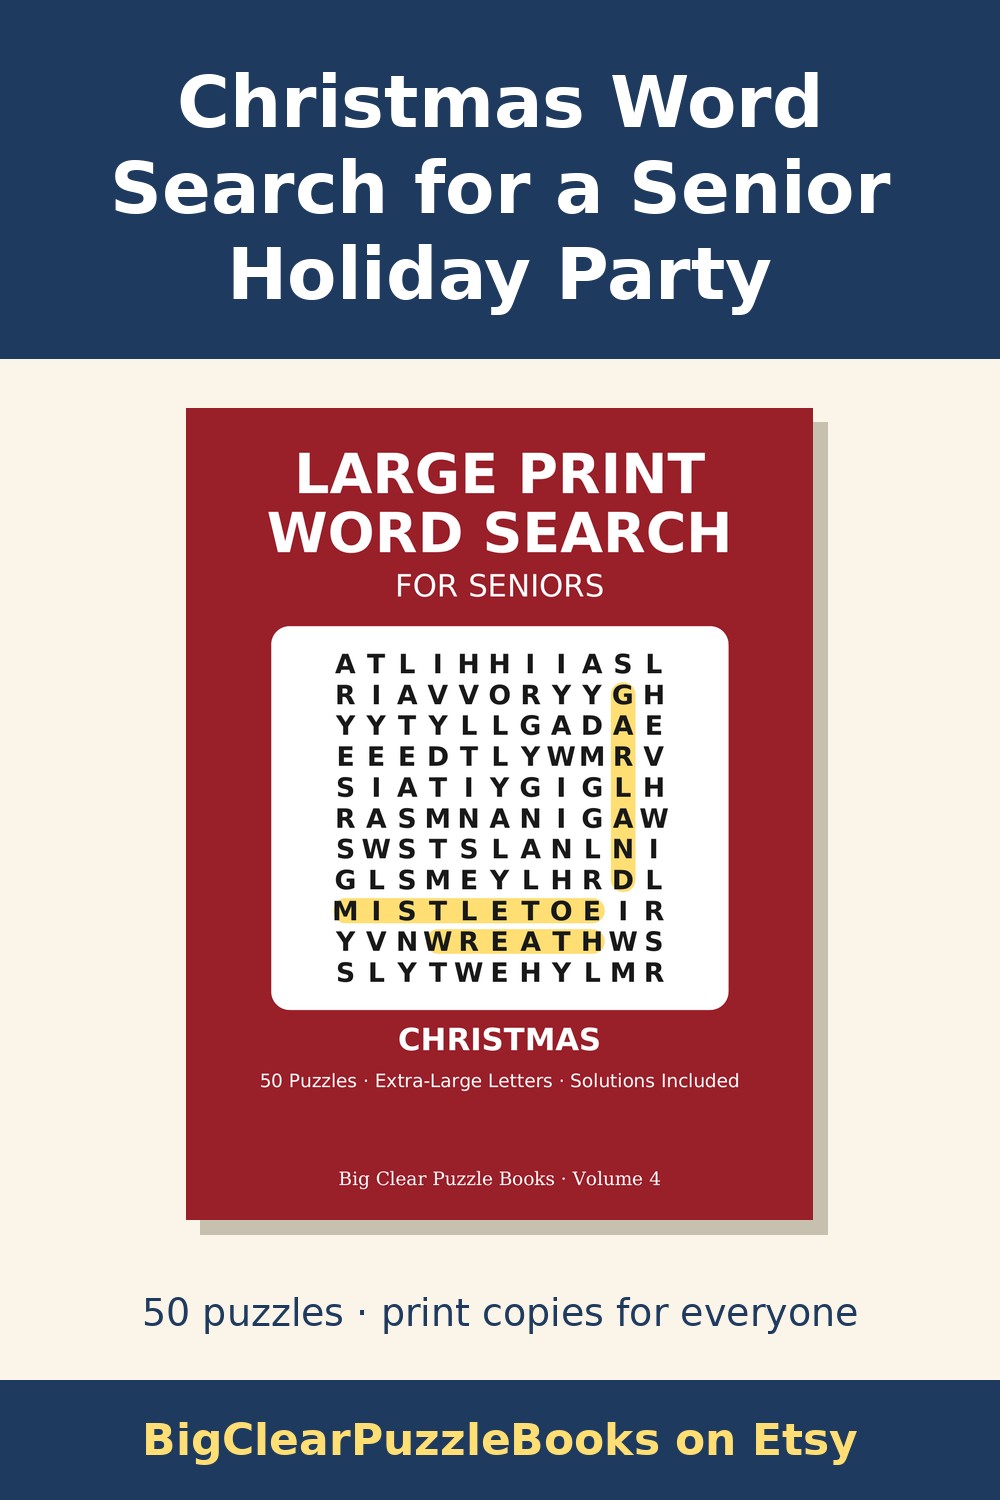 Christmas Word
Search for a Senior
Holiday Party
LARGE PRINT
WORD SEARCH
FOR SENIORS
A T L I H H I I A S L
R I A V V O R Y Y G H
Y Y T Y L L G A D A E
E E E D T L Y W M R V
S I A T I Y G I G L H
R A S M N A N I G A W
S W S T S L A N L N I
G L S M E Y L H R D L
M I S T L E T O E I R
Y V N W R E A T H W S
S L Y T W E H Y L M R
CHRISTMAS
50 Puzzles · Extra-Large Letters · Solutions Included
Big Clear Puzzle Books · Volume 4
50 puzzles · print copies for everyone
BigClearPuzzleBooks on Etsy